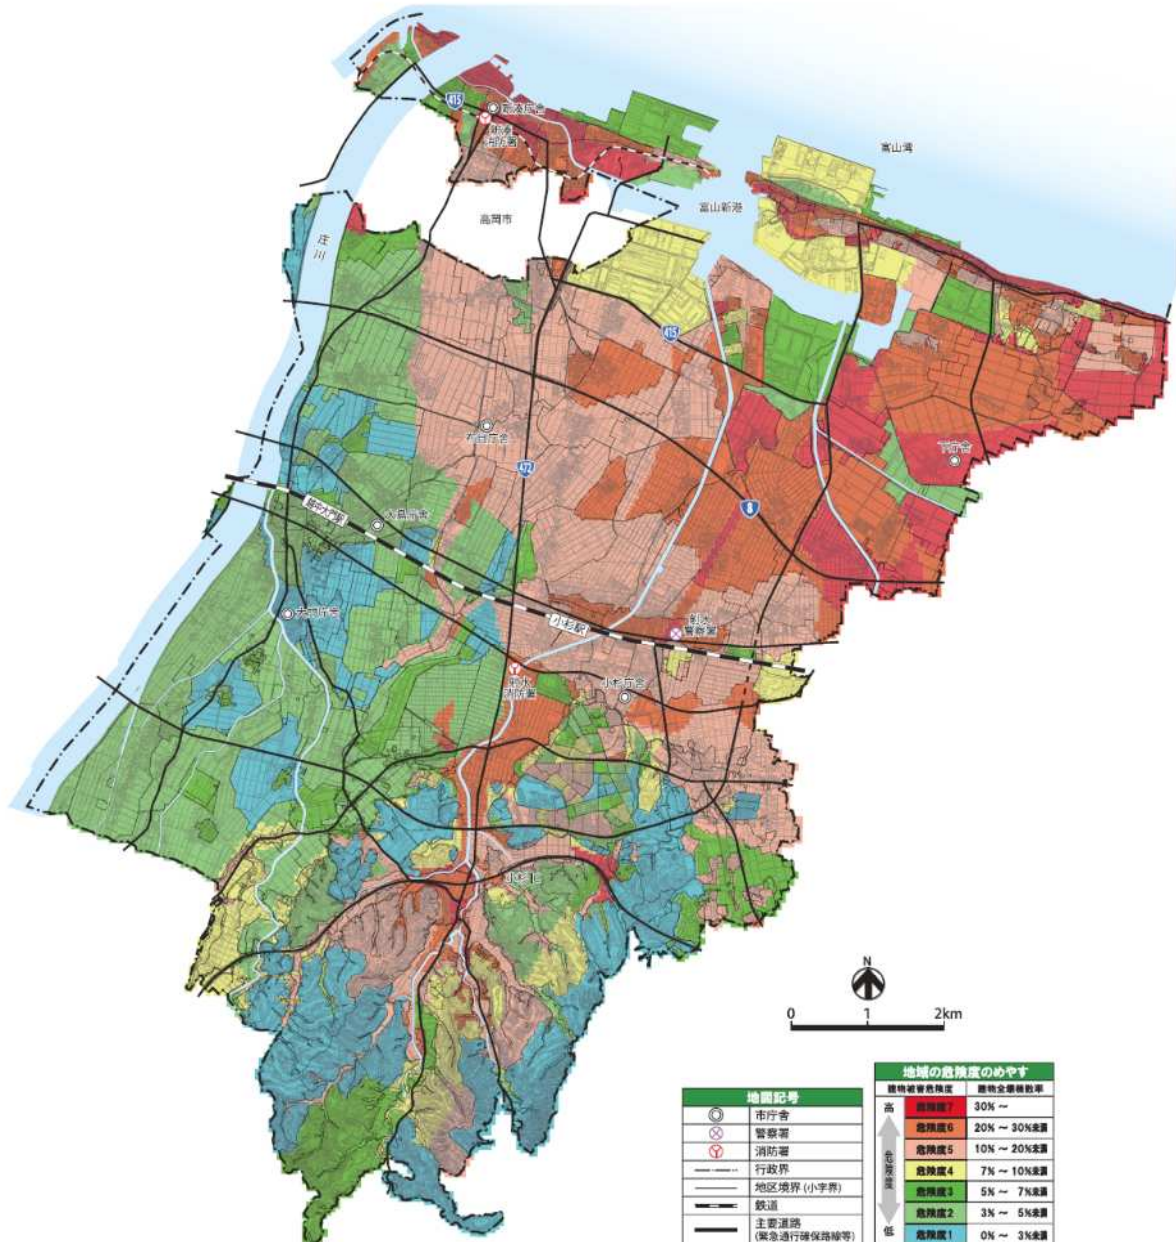 415
新湊庁舎
新湊
消防署
富山湾
富山新港
高岡市
庄川
415
布目庁舎
472
下庁舎
8
越中大門駅
大島庁舎
大門庁舎
小杉駅
射水
警察署
射水
消防署
小杉庁舎
小杉IC
N
0 1 2km
地図記号
市庁舎
警察署
消防署
行政界
地区境界(小字界)
鉄道
主要道路
(緊急通行確保路線等)
地域の危険度のめやす
建物被害危険度 建物全壊棟数率
高 危険度7 30% ~
危険度6 20% ~ 30%未満
危険度5 10% ~ 20%未満
危険度 危険度4 7% ~ 10%未満
危険度3 5% ~ 7%未満
危険度2 3% ~ 5%未満
低 危険度1 0% ~ 3%未満